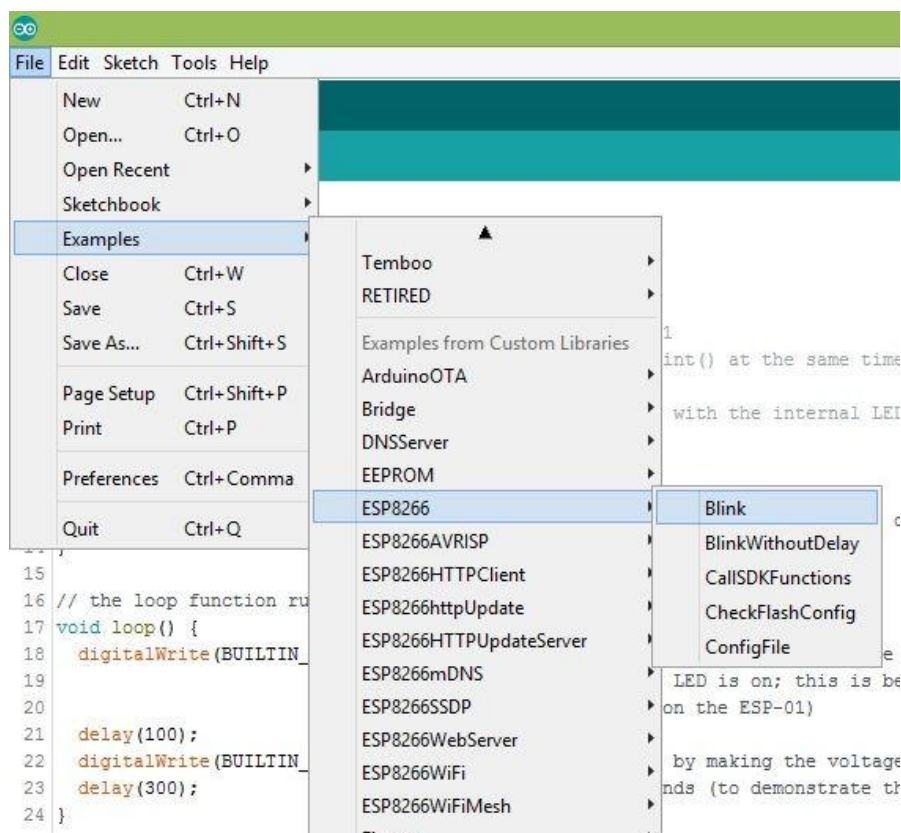 File Edit Sketch Tools Help
New Ctrl+N
Open... Ctrl+O
Open Recent
Sketchbook
Examples
Close Ctrl+W
Save Ctrl+S
Save As... Ctrl+Shift+S
Page Setup Ctrl+Shift+P
Print Ctrl+P
Preferences Ctrl+Comma
Quit Ctrl+Q
Temboo
RETIRED
Examples from Custom Libraries
ArduinoOTA
Bridge
DNSServer
EEPROM
ESP8266
ESP8266AVRISP
ESP8266HTTPClient
ESP8266httpUpdate
ESP8266HTTPUpdateServer
ESP8266mDNS
ESP8266SSDP
ESP8266WebServer
ESP8266WiFi
ESP8266WiFiMesh
Blink
BlinkWithoutDelay
CallSDKFunctions
CheckFlashConfig
ConfigFile
1
int() at the same time
with the internal LED
14 }
15
16 // the loop function ru
17 void loop() {
18 digitalWrite(BUILTIN_ e
19 LED is on; this is be
20 on the ESP-01)
21 delay(100);
22 digitalWrite(BUILTIN_ by making the voltage
23 delay(300); nds (to demonstrate th
24 }